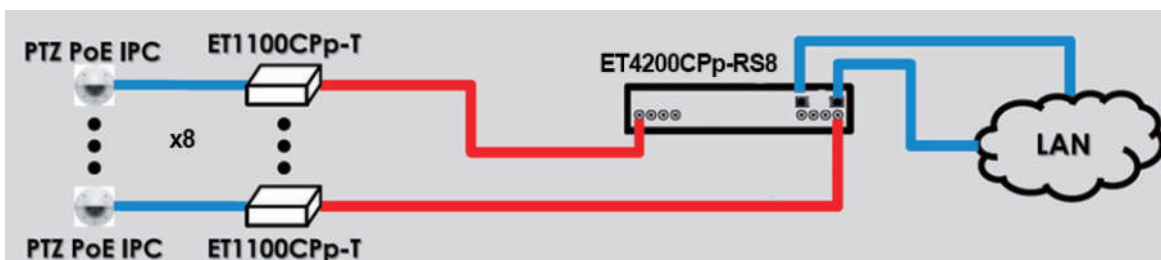 PTZ PoE IPC
ET1100CPp-T
ET4200CPp-RS8
x8
LAN
PTZ PoE IPC
ET1100CPp-T